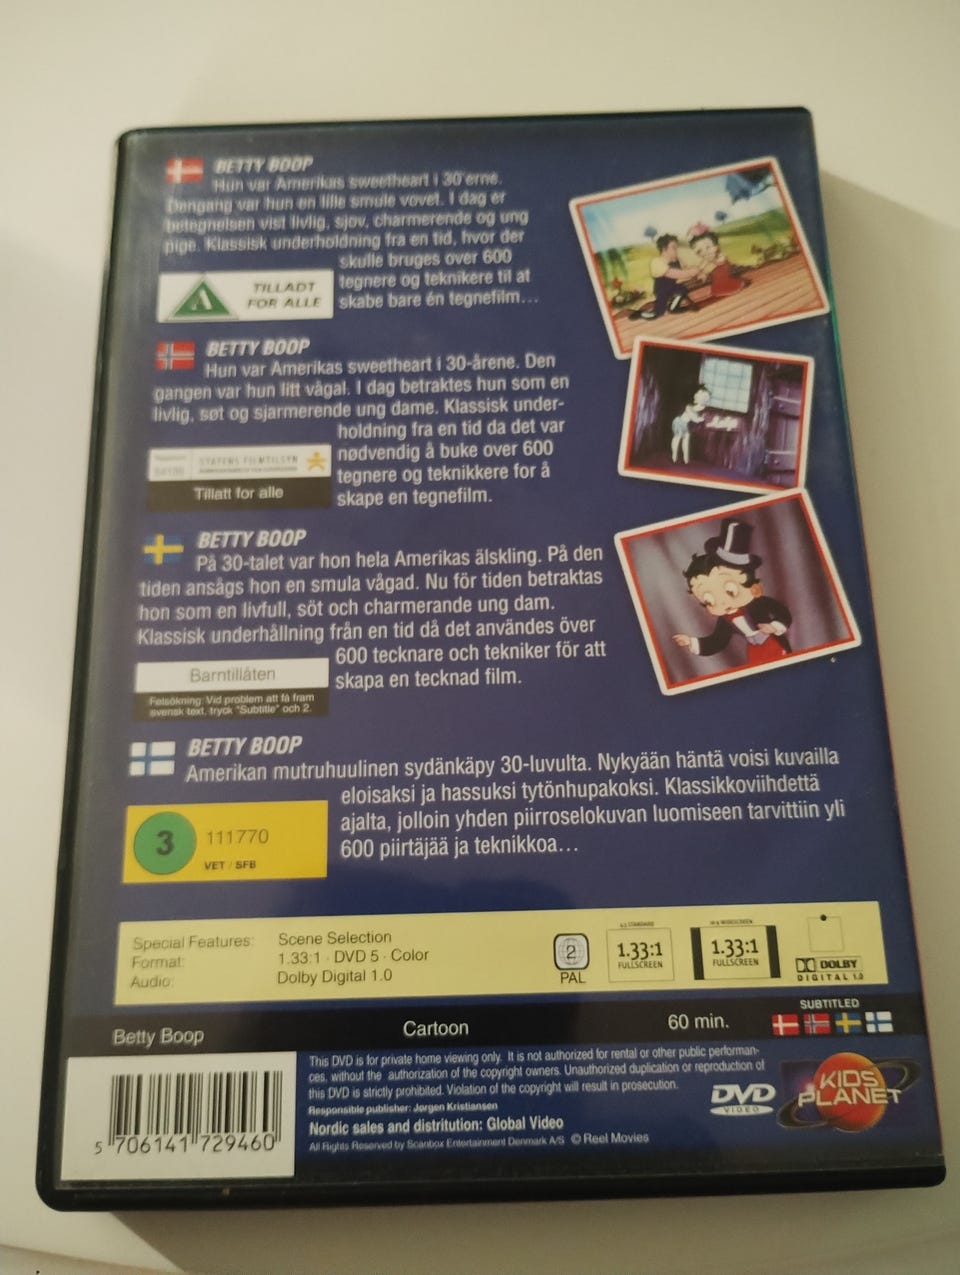 BETTY BOOP
Hun var Amerikas sweetheart i 30'erne.
Dengang var hun en lille smule vovet. I dag er
betegnelsen vist livlig, sjov, charmerende og ung
pige. Klassisk underholdning fra en tid, hvor der
skulle bruges over 600
tegnere og teknikere til at
skabe bare én tegnefilm...
A
TILLADT
FOR ALLE
BETTY BOOP
Hun var Amerikas sweetheart i 30-årene. Den
gangen var hun litt vågal. I dag betraktes hun som en
livlig, søt og sjarmerende ung dame. Klassisk under-
holdning fra en tid da det var
nødvendig å buke over 600
tegnere og teknikkere for å
skape en tegnefilm.
STATENS FILMTILSYN
Tillatt for alle
BETTY BOOP
På 30-talet var hon hela Amerikas älskling. På den
tiden ansågs hon en smula vågad. Nu för tiden betraktas
hon som en livfull, söt och charmerande ung dam.
Klassisk underhållning från en tid då det användes över
600 tecknare och tekniker för att
skapa en tecknad film.
Barntillåten
Felsökning: Vid problem att få fram
svensk text, tryck "Subtitle" och 2.
BETTY BOOP
Amerikan mutruhuulinen sydänkäpy 30-luvulta. Nykyään häntä voisi kuvailla
eloisaksi ja hassuksi tytönhupakoksi. Klassikkoviihdettä
ajalta, jolloin yhden piirroselokuvan luomiseen tarvittiin yli
600 piirtäjää ja teknikkoa...
3
111770
VET / SFB
Special Features: Scene Selection
Format: 1.33:1 · DVD 5 · Color
Audio: Dolby Digital 1.0
2
PAL
4:3 STANDARD
1.33:1
FULLSCREEN
16:9 WIDESCREEN
1.33:1
FULLSCREEN
DOLBY
DIGITAL 1.0
Betty Boop
Cartoon
60 min.
SUBTITLED
This DVD is for private home viewing only. It is not authorized for rental or other public performan-
ces, without the authorization of the copyright owners. Unauthorized duplication or reproduction of
this DVD is strictly prohibited. Violation of the copyright will result in prosecution.
Responsible publisher: Jørgen Kristiansen
Nordic sales and distritution: Global Video
All Rights Reserved by Scanbox Entertainment Denmark A/S © Reel Movies
DVD
VIDEO
KIDS
PLANET
5 706141 729460